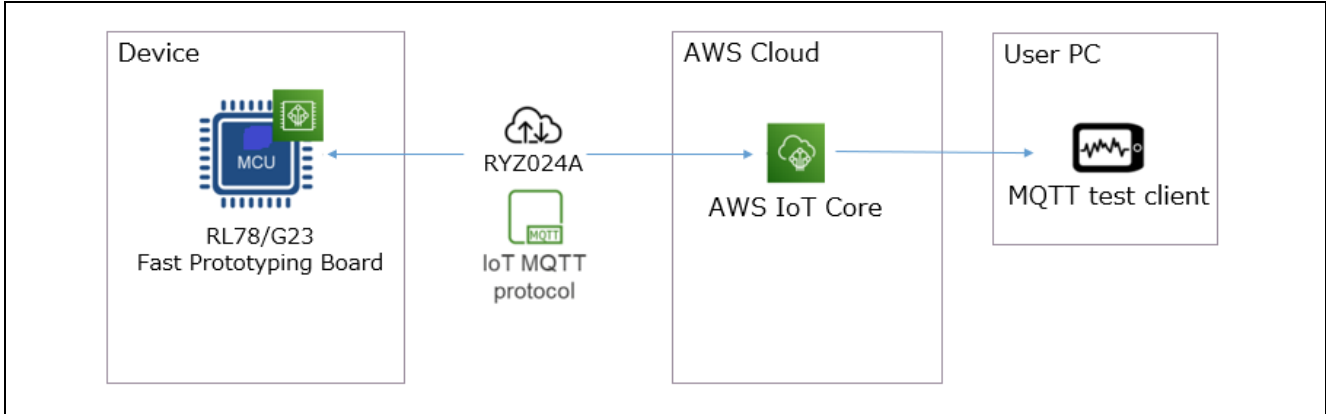 Device
MCU
RL78/G23
Fast Prototyping Board
RYZ024A
MQTT
IoT MQTT
protocol
AWS Cloud
AWS IoT Core
User PC
MQTT test client